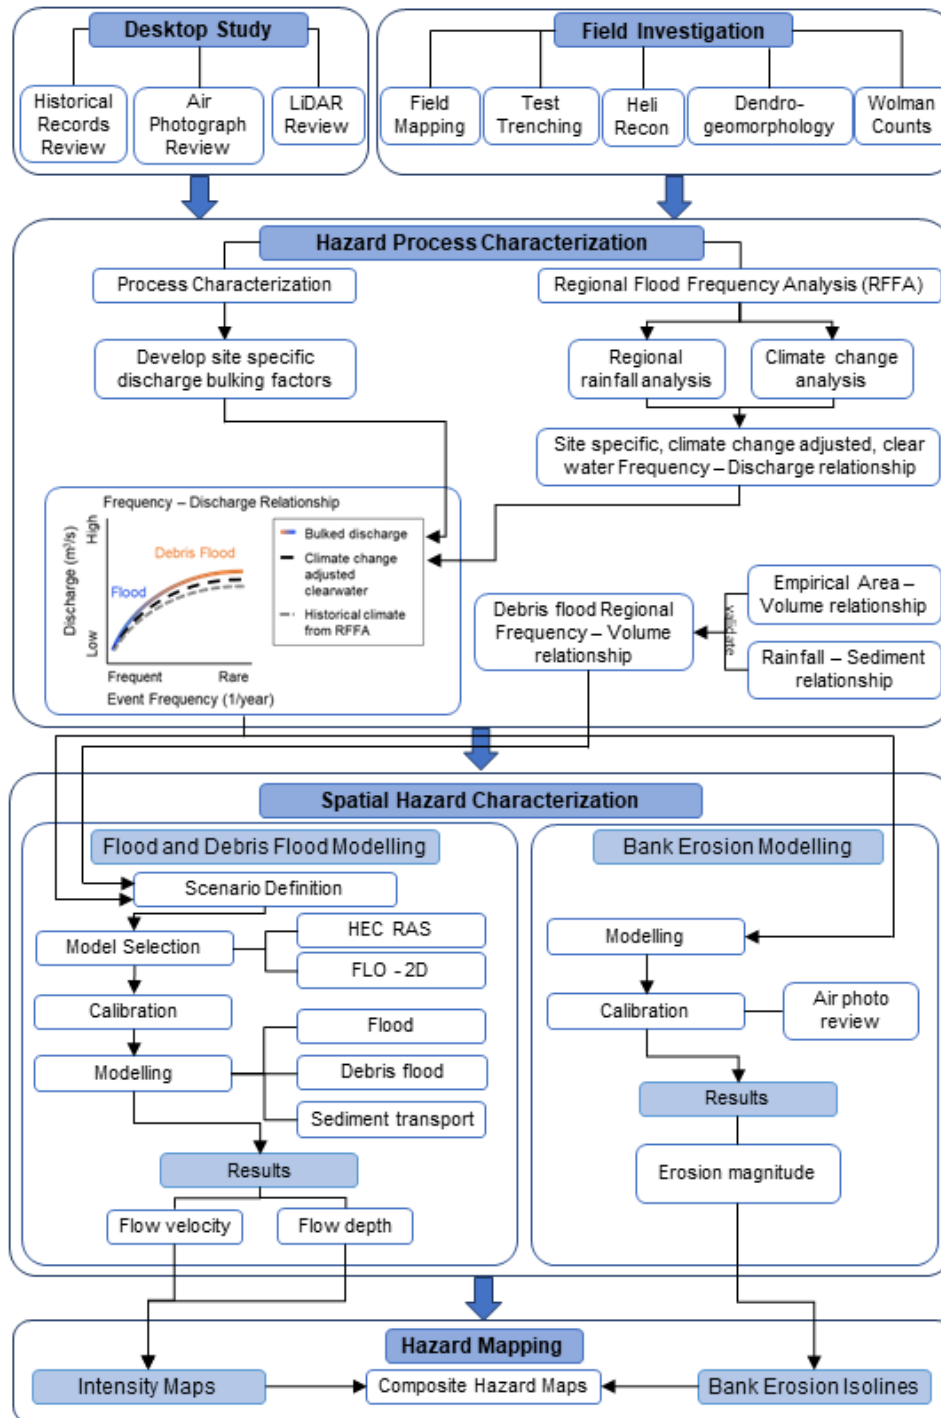 Desktop Study
Historical
Records
Review
Air
Photograph
Review
LiDAR
Review
Field Investigation
Field
Mapping
Test
Trenching
Heli
Recon
Dendro-
geomorphology
Wolman
Counts
Hazard Process Characterization
Process Characterization
Develop site specific
discharge bulking factors
Regional Flood Frequency Analysis (RFFA)
Regional
rainfall analysis
Climate change
analysis
Site specific, climate change adjusted, clear
water Frequency – Discharge relationship
Frequency – Discharge Relationship
Discharge (m³/s)
High
Low
Debris Flood
Flood
Frequent
Rare
Event Frequency (1/year)
Bulked discharge
Climate change
adjusted
clearwater
Historical climate
from RFFA
Debris flood Regional
Frequency – Volume
relationship
validate
Empirical Area –
Volume relationship
Rainfall – Sediment
relationship
Spatial Hazard Characterization
Flood and Debris Flood Modelling
Scenario Definition
Model Selection
HEC RAS
FLO - 2D
Calibration
Modelling
Flood
Debris flood
Sediment transport
Results
Flow velocity
Flow depth
Bank Erosion Modelling
Modelling
Calibration
Air photo
review
Results
Erosion magnitude
Hazard Mapping
Intensity Maps
Composite Hazard Maps
Bank Erosion Isolines